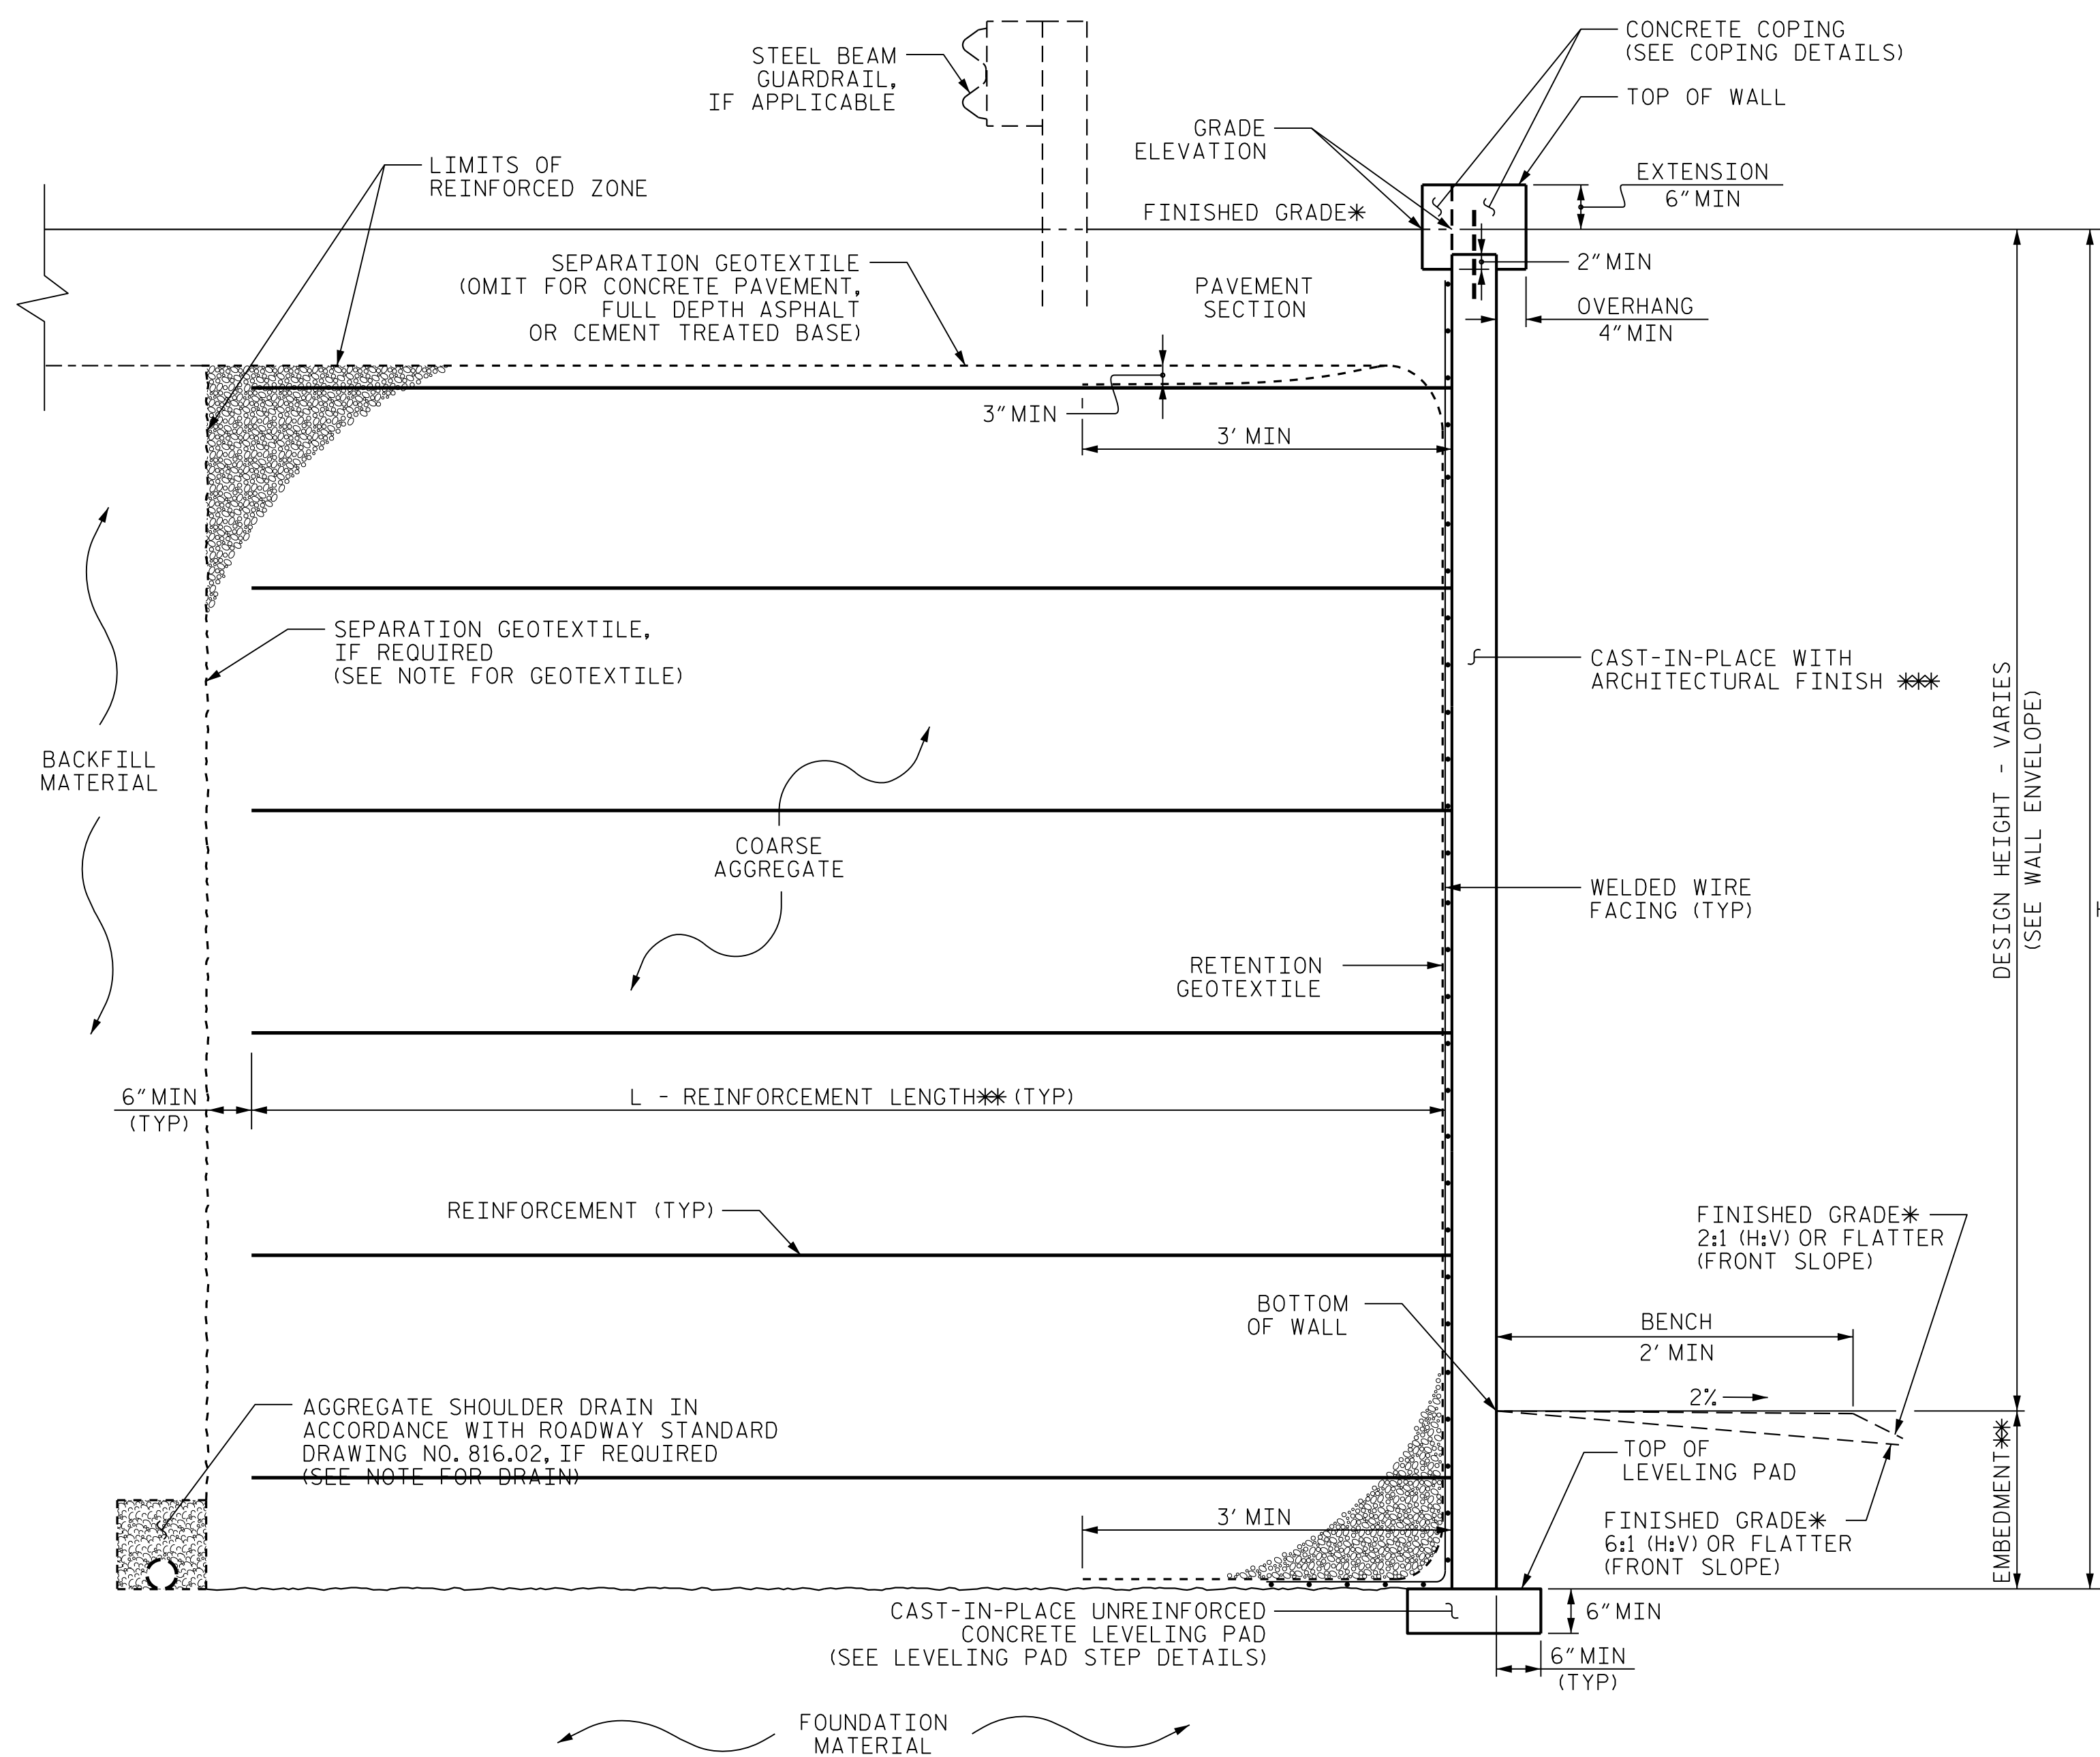 CONCRETE COPING
(SEE COPING DETAILS)
STEEL BEAM
GUARDRAIL,
IF APPLICABLE
TOP OF WALL
GRADE
ELEVATION
LIMITS OF
REINFORCED ZONE
EXTENSION
6" MIN
FINISHED GRADE*
SEPARATION GEOTEXTILE
(OMIT FOR CONCRETE PAVEMENT,
FULL DEPTH ASPHALT
OR CEMENT TREATED BASE)
PAVEMENT
SECTION
2" MIN
OVERHANG
4" MIN
3" MIN
3' MIN
SEPARATION GEOTEXTILE,
IF REQUIRED
(SEE NOTE FOR GEOTEXTILE)
CAST-IN-PLACE WITH
ARCHITECTURAL FINISH ***
BACKFILL
MATERIAL
DESIGN HEIGHT - VARIES
(SEE WALL ENVELOPE)
COARSE
AGGREGATE
WELDED WIRE
FACING (TYP)
RETENTION
GEOTEXTILE
6" MIN
(TYP)
L - REINFORCEMENT LENGTH** (TYP)
REINFORCEMENT (TYP)
FINISHED GRADE*
2:1 (H:V) OR FLATTER
(FRONT SLOPE)
BOTTOM
OF WALL
BENCH
2' MIN
2%
AGGREGATE SHOULDER DRAIN IN
ACCORDANCE WITH ROADWAY STANDARD
DRAWING NO. 816.02, IF REQUIRED
(SEE NOTE FOR DRAIN)
TOP OF
LEVELING PAD
EMBEDMENT**
3' MIN
FINISHED GRADE*
6:1 (H:V) OR FLATTER
(FRONT SLOPE)
CAST-IN-PLACE UNREINFORCED
CONCRETE LEVELING PAD
(SEE LEVELING PAD STEP DETAILS)
6" MIN
6" MIN
(TYP)
FOUNDATION
MATERIAL